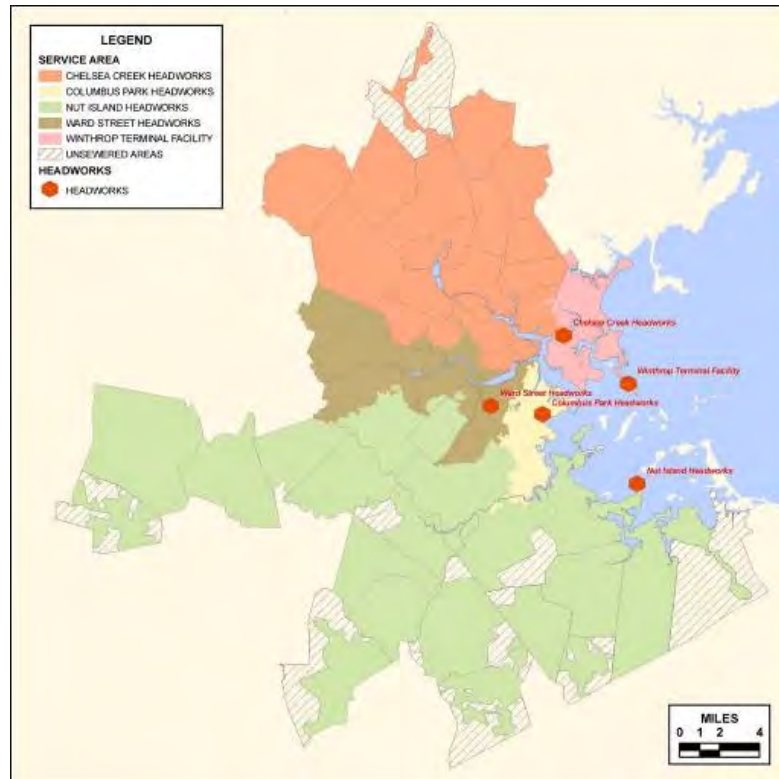 LEGEND
SERVICE AREA
CHELSEA CREEK HEADWORKS
COLUMBUS PARK HEADWORKS
NUT ISLAND HEADWORKS
WARD STREET HEADWORKS
WINTHROP TERMINAL FACILITY
UNSEWERED AREAS
HEADWORKS
HEADWORKS
Chelsea Creek Headworks
Winthrop Terminal Facility
Ward Street Headworks
Columbus Park Headworks
Nut Island Headworks
MILES
0 1 2 4